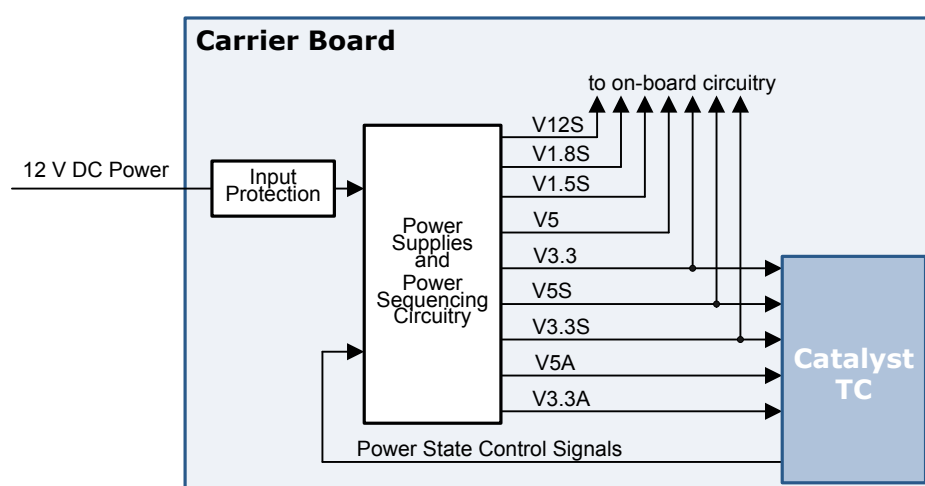 Carrier Board
to on-board circuitry
12 V DC Power
Input
Protection
Power
Supplies
and
Power
Sequencing
Circuitry
V12S
V1.8S
V1.5S
V5
V3.3
V5S
V3.3S
V5A
V3.3A
Catalyst
TC
Power State Control Signals